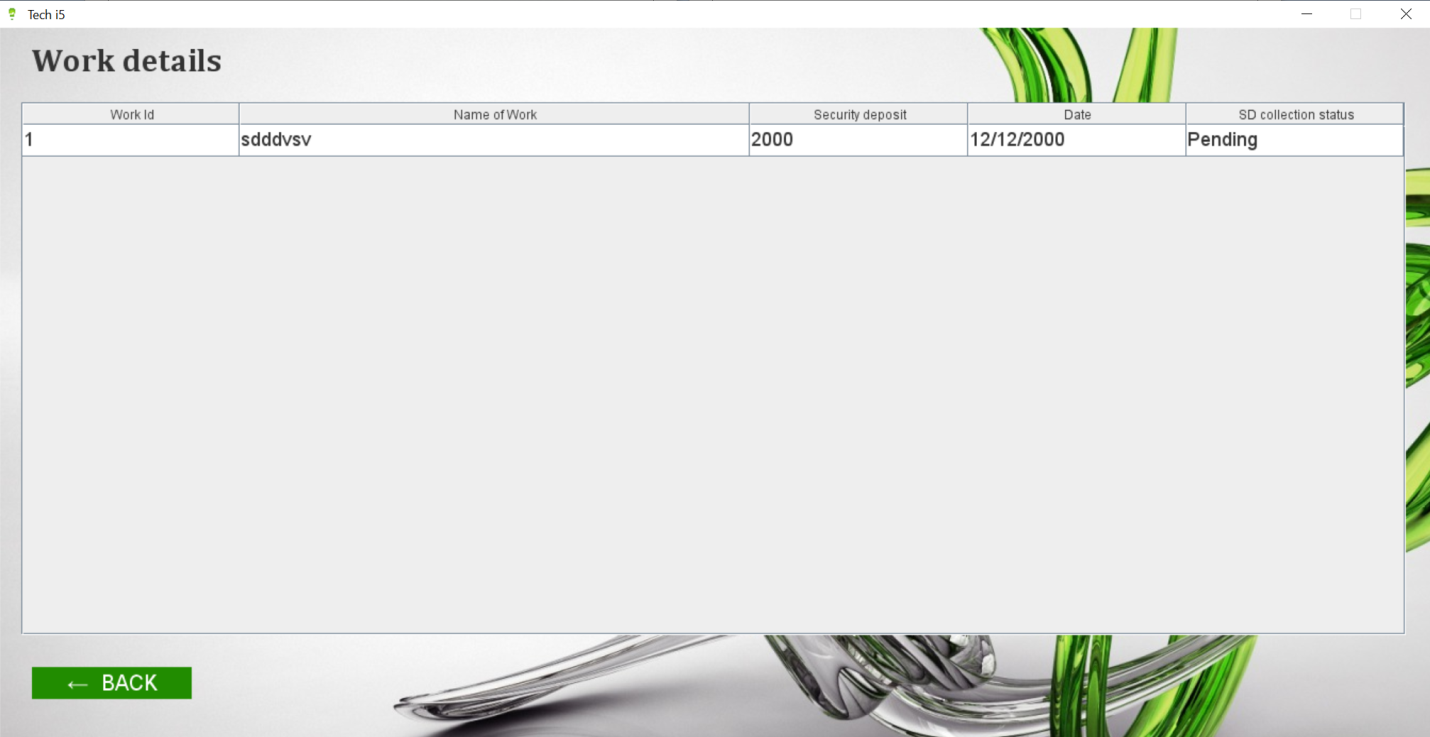 Tech i5
Work details
Work Id Name of Work Security deposit Date SD collection status
1 sdddvsv 2000 12/12/2000 Pending
← BACK